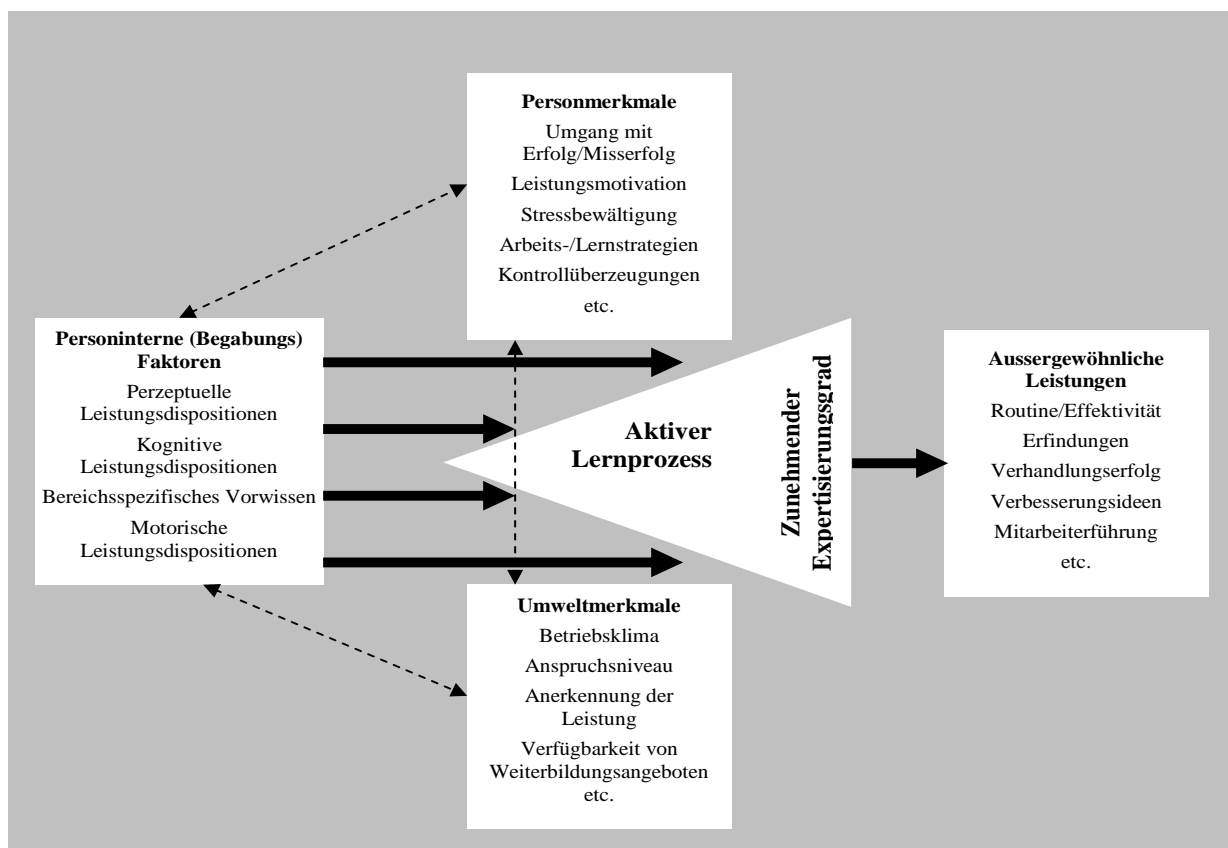 Personmerkmale
Umgang mit
Erfolg/Misserfolg
Leistungsmotivation
Stressbewältigung
Arbeits-/Lernstrategien
Kontrollüberzeugungen
etc.
Personinterne (Begabungs)
Faktoren
Perzeptuelle
Leistungsdispositionen
Kognitive
Leistungsdispositionen
Bereichsspezifisches Vorwissen
Motorische
Leistungsdispositionen
Aktiver
Lernprozess
Zunehmender
Expertisierungsgrad
Aussergewöhnliche
Leistungen
Routine/Effektivität
Erfindungen
Verhandlungserfolg
Verbesserungsideen
Mitarbeiterführung
etc.
Umweltmerkmale
Betriebsklima
Anspruchsniveau
Anerkennung der
Leistung
Verfügbarkeit von
Weiterbildungsangeboten
etc.